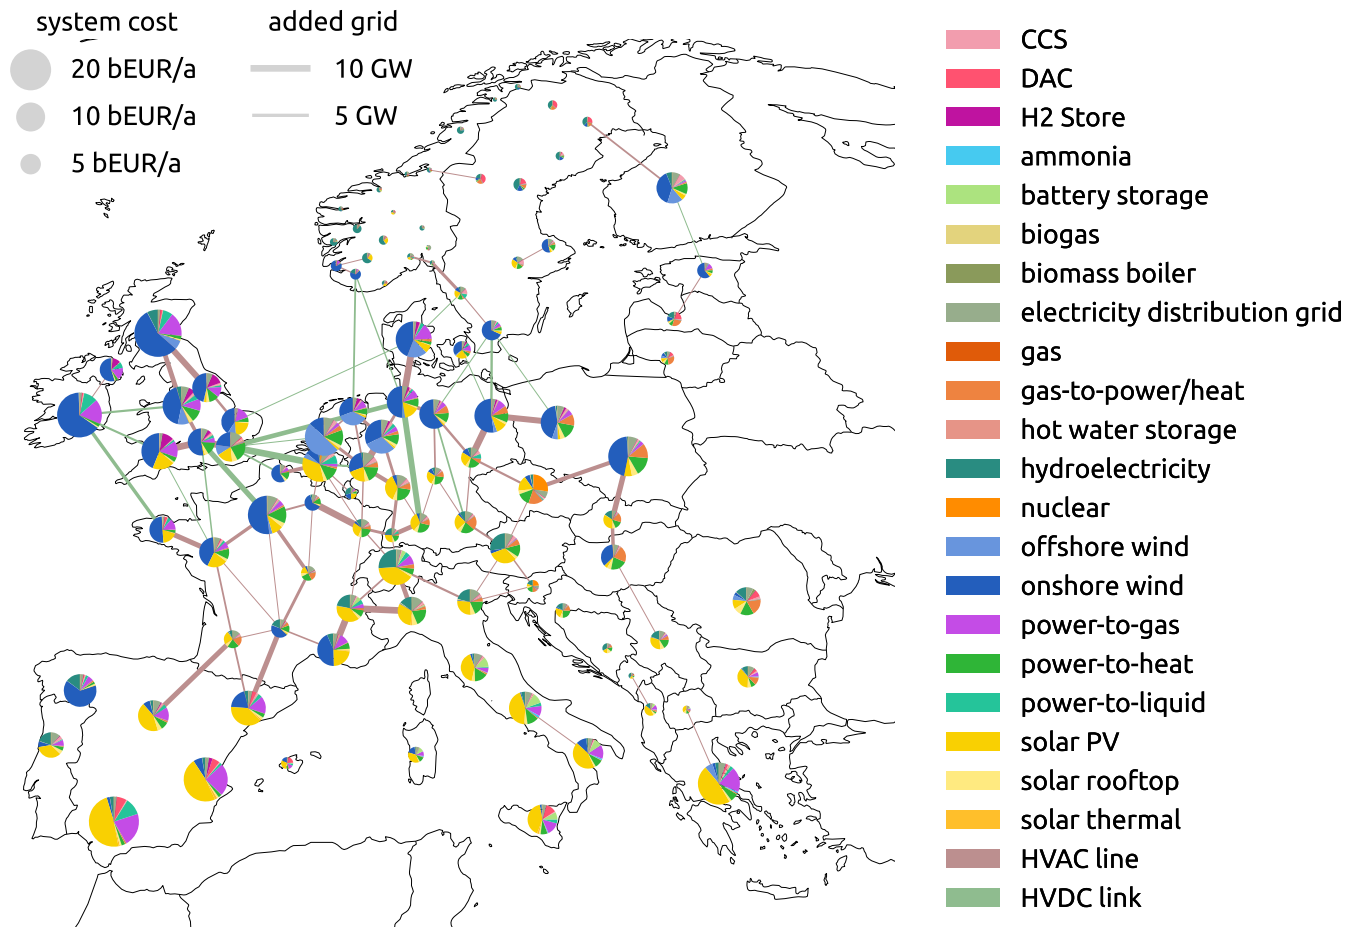 system cost
added grid
20 bEUR/a
10 GW
10 bEUR/a
5 GW
5 bEUR/a
CCS
DAC
H2 Store
ammonia
battery storage
biogas
biomass boiler
electricity distribution grid
gas
gas-to-power/heat
hot water storage
hydroelectricity
nuclear
offshore wind
onshore wind
power-to-gas
power-to-heat
power-to-liquid
solar PV
solar rooftop
solar thermal
HVAC line
HVDC link